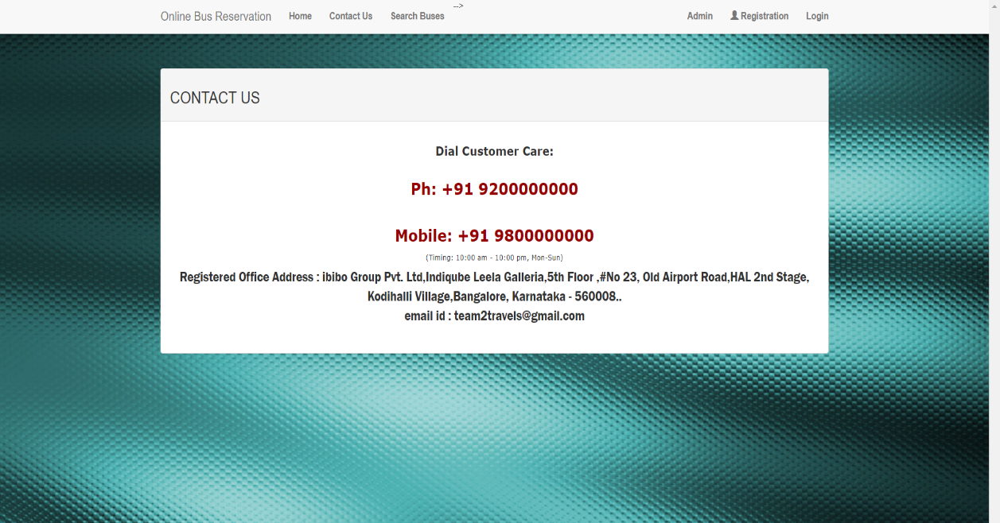 Online Bus Reservation Home Contact Us Search Buses --> Admin Registration Login
CONTACT US
Dial Customer Care:
Ph: +91 9200000000
Mobile: +91 9800000000
(Timing: 10:00 am - 10:00 pm, Mon-Sun)
Registered Office Address : ibibo Group Pvt. Ltd,Indiqube Leela Galleria,5th Floor ,#No 23, Old Airport Road,HAL 2nd Stage,
Kodihalli Village,Bangalore, Karnataka - 560008..
email id : team2travels@gmail.com